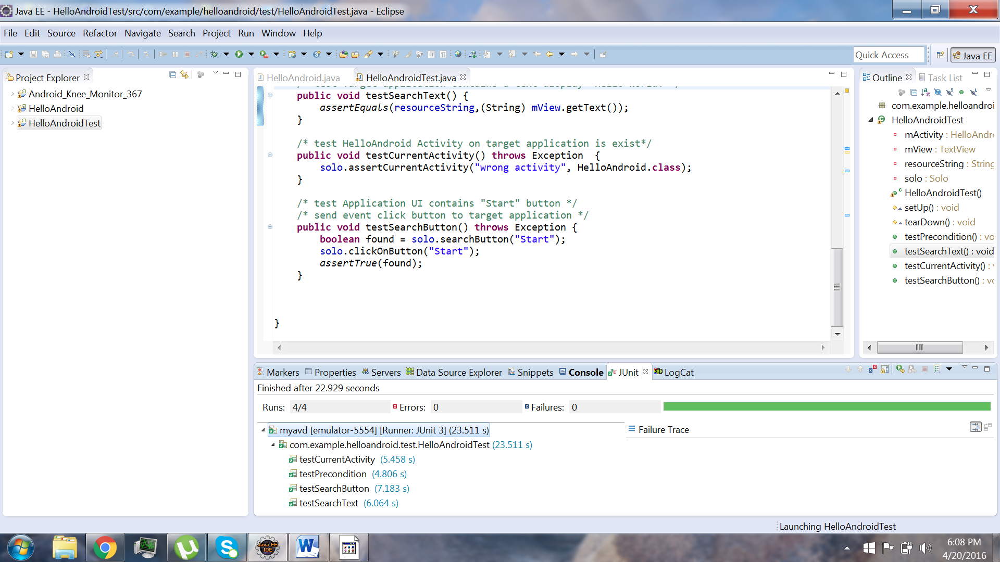 Java EE - HelloAndroidTest/src/com/example/helloandroid/test/HelloAndroidTest.java - Eclipse
File Edit Source Refactor Navigate Search Project Run Window Help
Quick Access
Java EE
Project Explorer
Android_Knee_Monitor_367
HelloAndroid
HelloAndroidTest
HelloAndroid.java
HelloAndroidTest.java
public void testSearchText() {
assertEquals(resourceString,(String) mView.getText());
}
/* test HelloAndroid Activity on target application is exist*/
public void testCurrentActivity() throws Exception  {
solo.assertCurrentActivity("wrong activity", HelloAndroid.class);
}
/* test Application UI contains "Start" button */
/* send event click button to target application */
public void testSearchButton() throws Exception {
boolean found = solo.searchButton("Start");
solo.clickOnButton("Start");
assertTrue(found);
}
}
Outline
Task List
com.example.helloandroi
HelloAndroidTest
mActivity : HelloAndr
mView : TextView
resourceString : String
solo : Solo
HelloAndroidTest()
setUp() : void
tearDown() : void
testPrecondition() : vo
testSearchText() : void
testCurrentActivity() :
testSearchButton() : vo
Markers Properties Servers Data Source Explorer Snippets Console JUnit LogCat
Finished after 22.929 seconds
Runs: 4/4 Errors: 0 Failures: 0
myavd [emulator-5554] [Runner: JUnit 3] (23.511 s)
com.example.helloandroid.test.HelloAndroidTest (23.511 s)
testCurrentActivity (5.458 s)
testPrecondition (4.806 s)
testSearchButton (7.183 s)
testSearchText (6.064 s)
Failure Trace
Launching HelloAndroidTest
Java EE
IDE
6:08 PM
4/20/2016